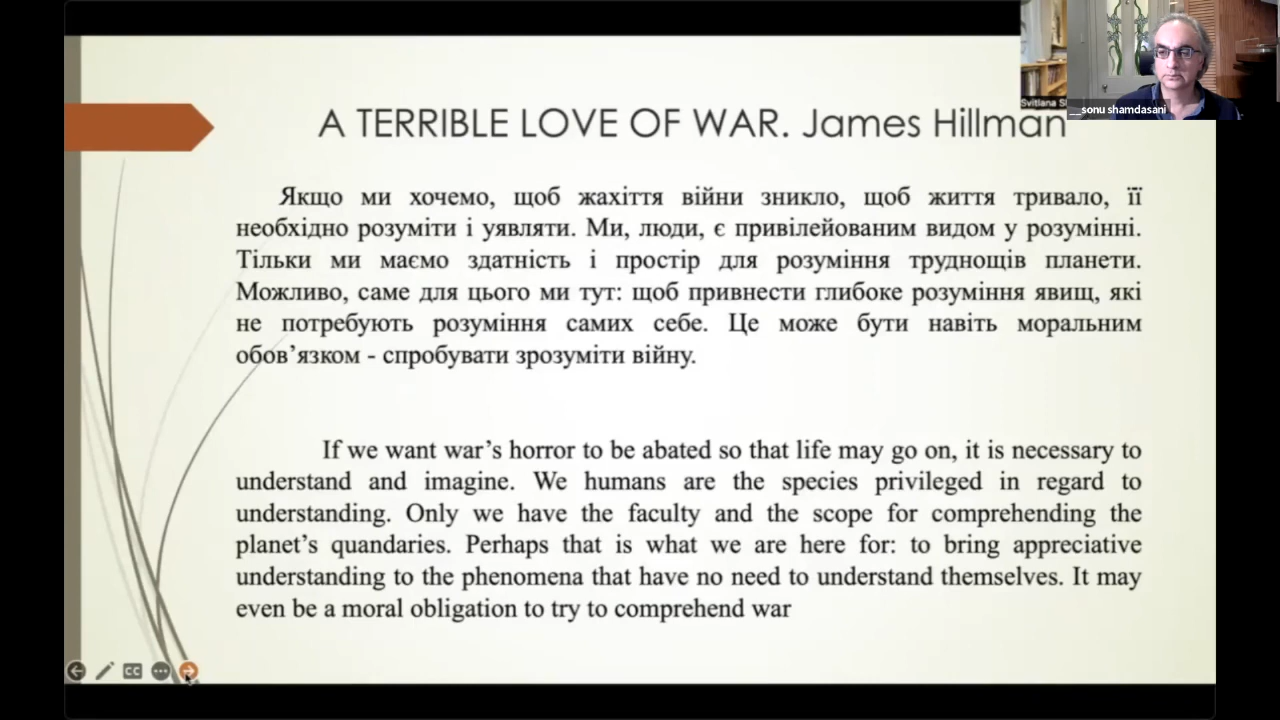 Svitlana
sonu shamdasani
A TERRIBLE LOVE OF WAR. James Hillman
Якщо ми хочемо, щоб жахіття війни зникло, щоб життя тривало, її
необхідно розуміти і уявляти. Ми, люди, є привілейованим видом у розумінні.
Тільки ми маємо здатність і простір для розуміння труднощів планети.
Можливо, саме для цього ми тут: щоб привнести глибоке розуміння явищ, які
не потребують розуміння самих себе. Це може бути навіть моральним
обов’язком - спробувати зрозуміти війну.
If we want war’s horror to be abated so that life may go on, it is necessary to
understand and imagine. We humans are the species privileged in regard to
understanding. Only we have the faculty and the scope for comprehending the
planet’s quandaries. Perhaps that is what we are here for: to bring appreciative
understanding to the phenomena that have no need to understand themselves. It may
even be a moral obligation to try to comprehend war
CC